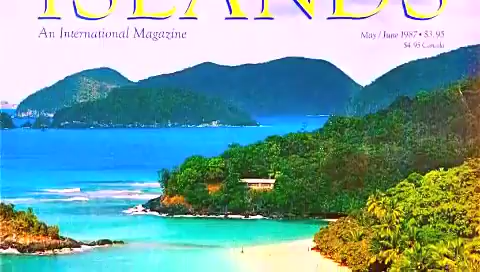 ISLANDS
An International Magazine
May / June 1987 • $3.95
$4.95 Canada